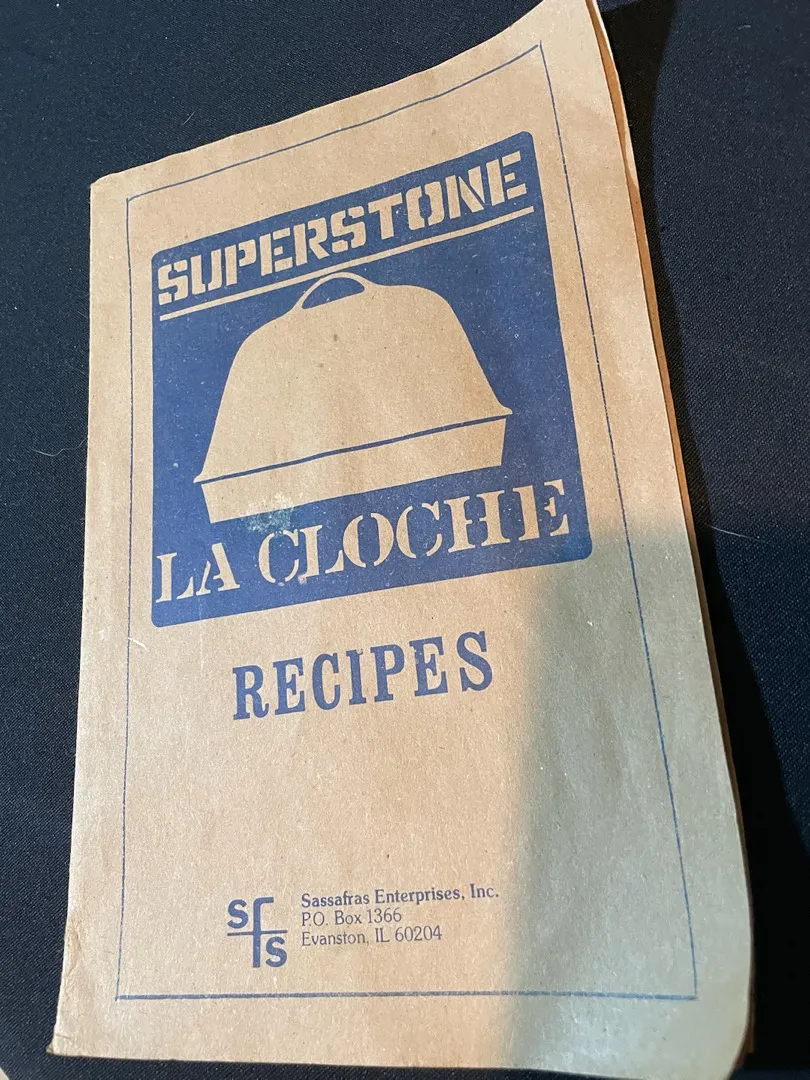 SUPERSTONE
LA CLOCHE
RECIPES
sfs
Sassafras Enterprises, Inc.
P.O. Box 1366
Evanston, IL 60204